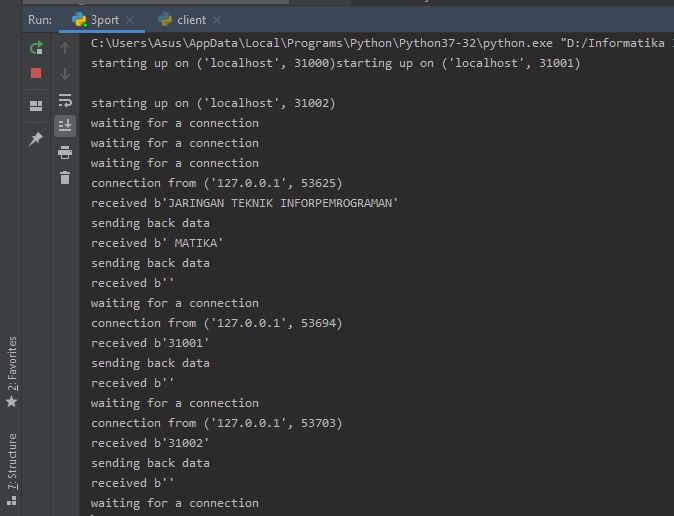 Run: 3port client
C:\Users\Asus\AppData\Local\Programs\Python\Python37-32\python.exe "D:/Informatika
starting up on ('localhost', 31000)starting up on ('localhost', 31001)
starting up on ('localhost', 31002)
waiting for a connection
waiting for a connection
waiting for a connection
connection from ('127.0.0.1', 53625)
received b'JARINGAN TEKNIK INFORPEMROGRAMAN'
sending back data
received b' MATIKA'
sending back data
received b''
waiting for a connection
connection from ('127.0.0.1', 53694)
received b'31001'
sending back data
received b''
waiting for a connection
connection from ('127.0.0.1', 53703)
received b'31002'
sending back data
received b''
waiting for a connection
2: Favorites
7: Structure